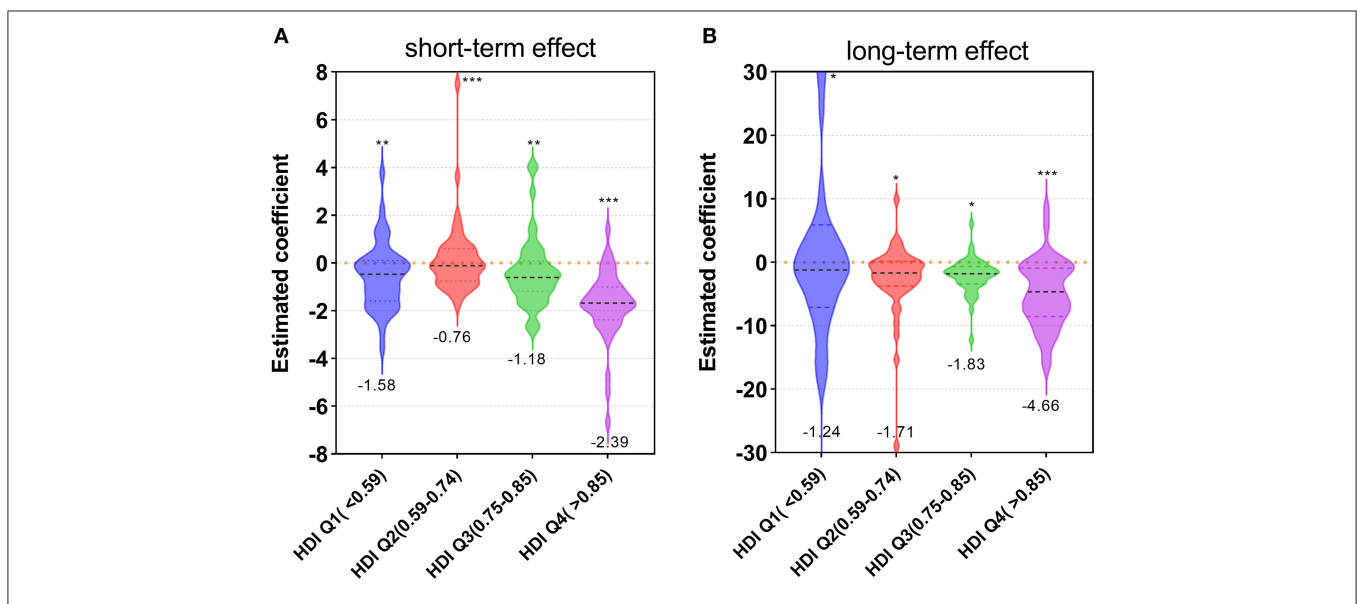 A
short-term effect
Estimated coefficient
8
6
4
2
0
-2
-4
-6
-8
**
***
**
***
-1.58
-0.76
-1.18
-2.39
HDI Q1( <0.59)
HDI Q2(0.59-0.74)
HDI Q3(0.75-0.85)
HDI Q4( >0.85)
B
long-term effect
Estimated coefficient
30
20
10
0
-10
-20
-30
*
*
*
***
-1.24
-1.71
-1.83
-4.66
HDI Q1( <0.59)
HDI Q2(0.59-0.74)
HDI Q3(0.75-0.85)
HDI Q4( >0.85)